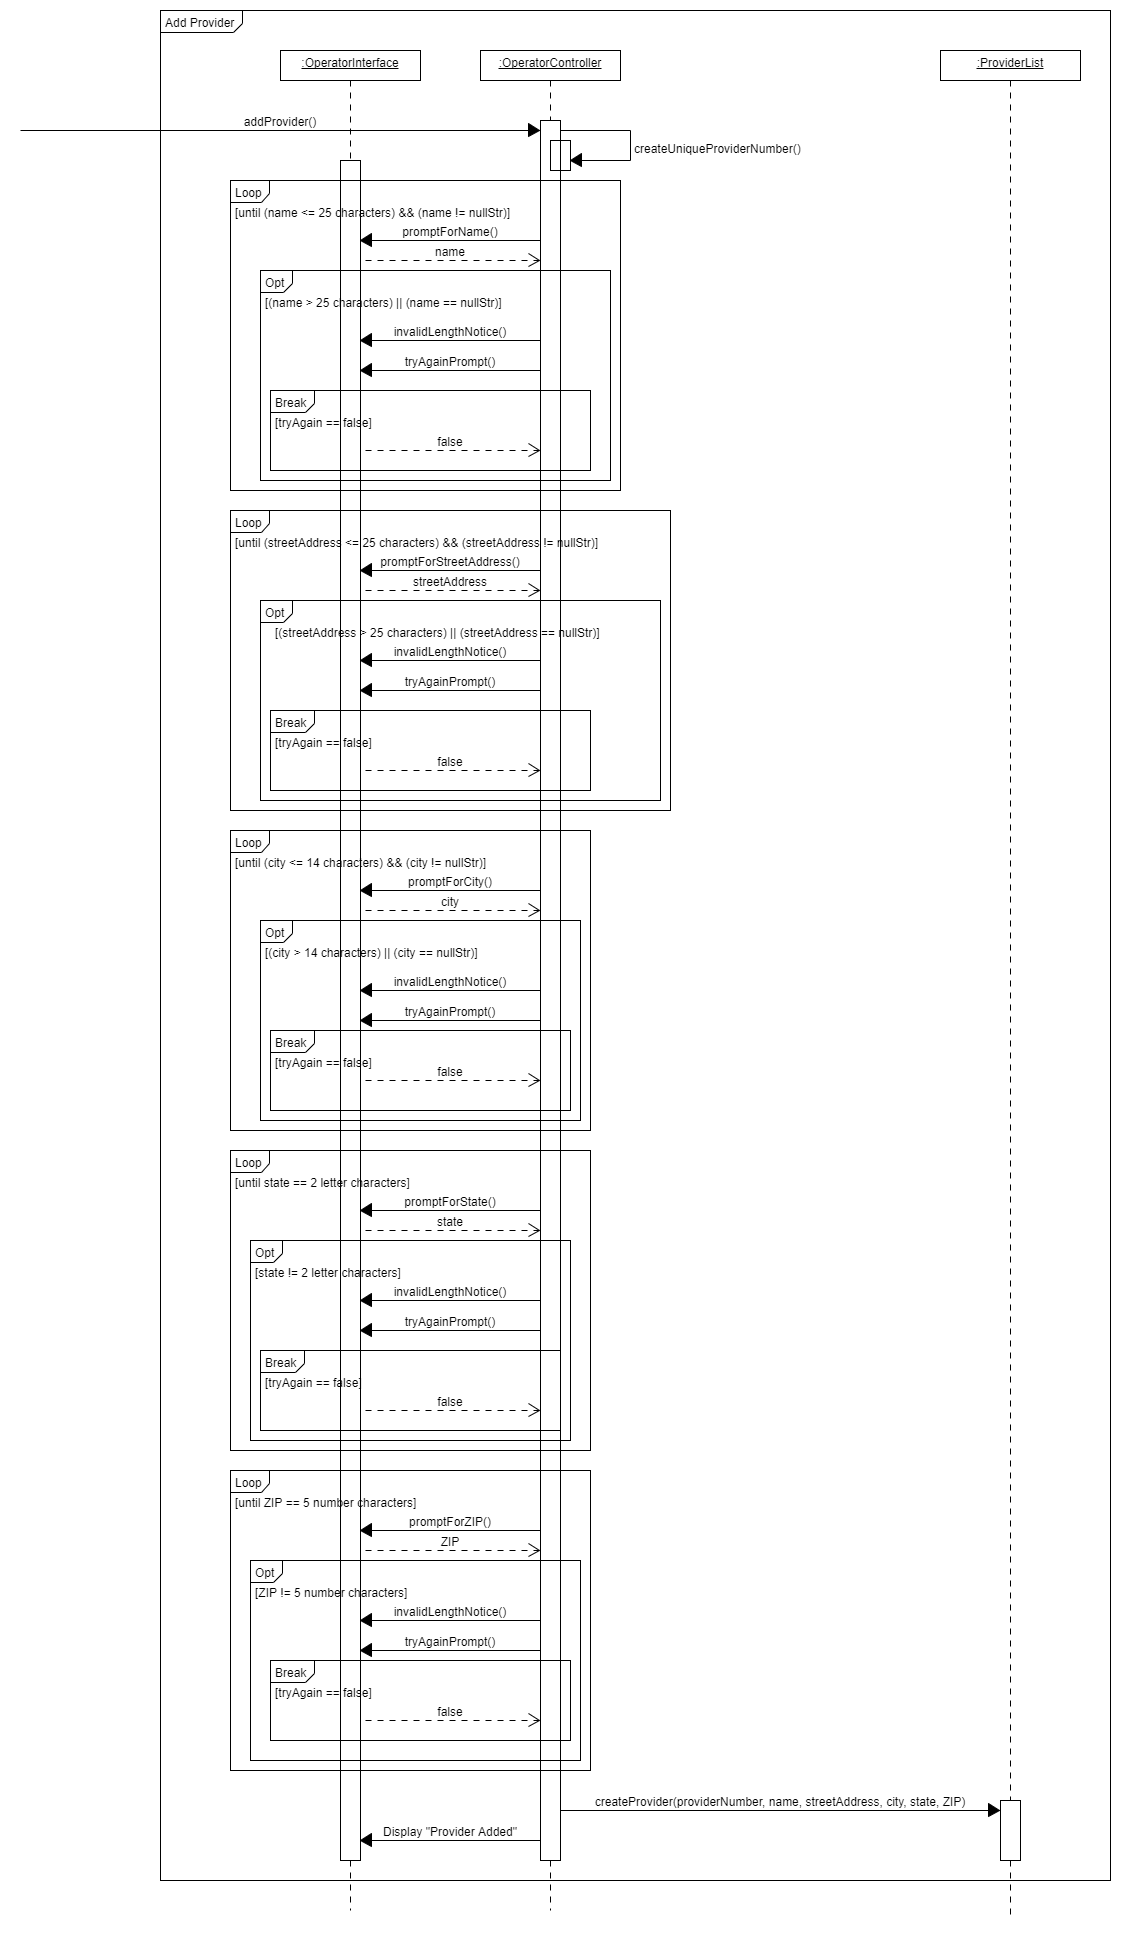 Add Provider
:OperatorInterface
:OperatorController
:ProviderList
addProvider()
createUniqueProviderNumber()
Loop
[until (name <= 25 characters) && (name != nullStr)]
promptForName()
name
Opt
[(name > 25 characters) || (name == nullStr)]
invalidLengthNotice()
tryAgainPrompt()
Break
[tryAgain == false]
false
Loop
[until (streetAddress <= 25 characters) && (streetAddress != nullStr)]
promptForStreetAddress()
streetAddress
Opt
[(streetAddress > 25 characters) || (streetAddress == nullStr)]
invalidLengthNotice()
tryAgainPrompt()
Break
[tryAgain == false]
false
Loop
[until (city <= 14 characters) && (city != nullStr)]
promptForCity()
city
Opt
[(city > 14 characters) || (city == nullStr)]
invalidLengthNotice()
tryAgainPrompt()
Break
[tryAgain == false]
false
Loop
[until state == 2 letter characters]
promptForState()
state
Opt
[state != 2 letter characters]
invalidLengthNotice()
tryAgainPrompt()
Break
[tryAgain == false]
false
Loop
[until ZIP == 5 number characters]
promptForZIP()
ZIP
Opt
[ZIP != 5 number characters]
invalidLengthNotice()
tryAgainPrompt()
Break
[tryAgain == false]
false
createProvider(providerNumber, name, streetAddress, city, state, ZIP)
Display "Provider Added"